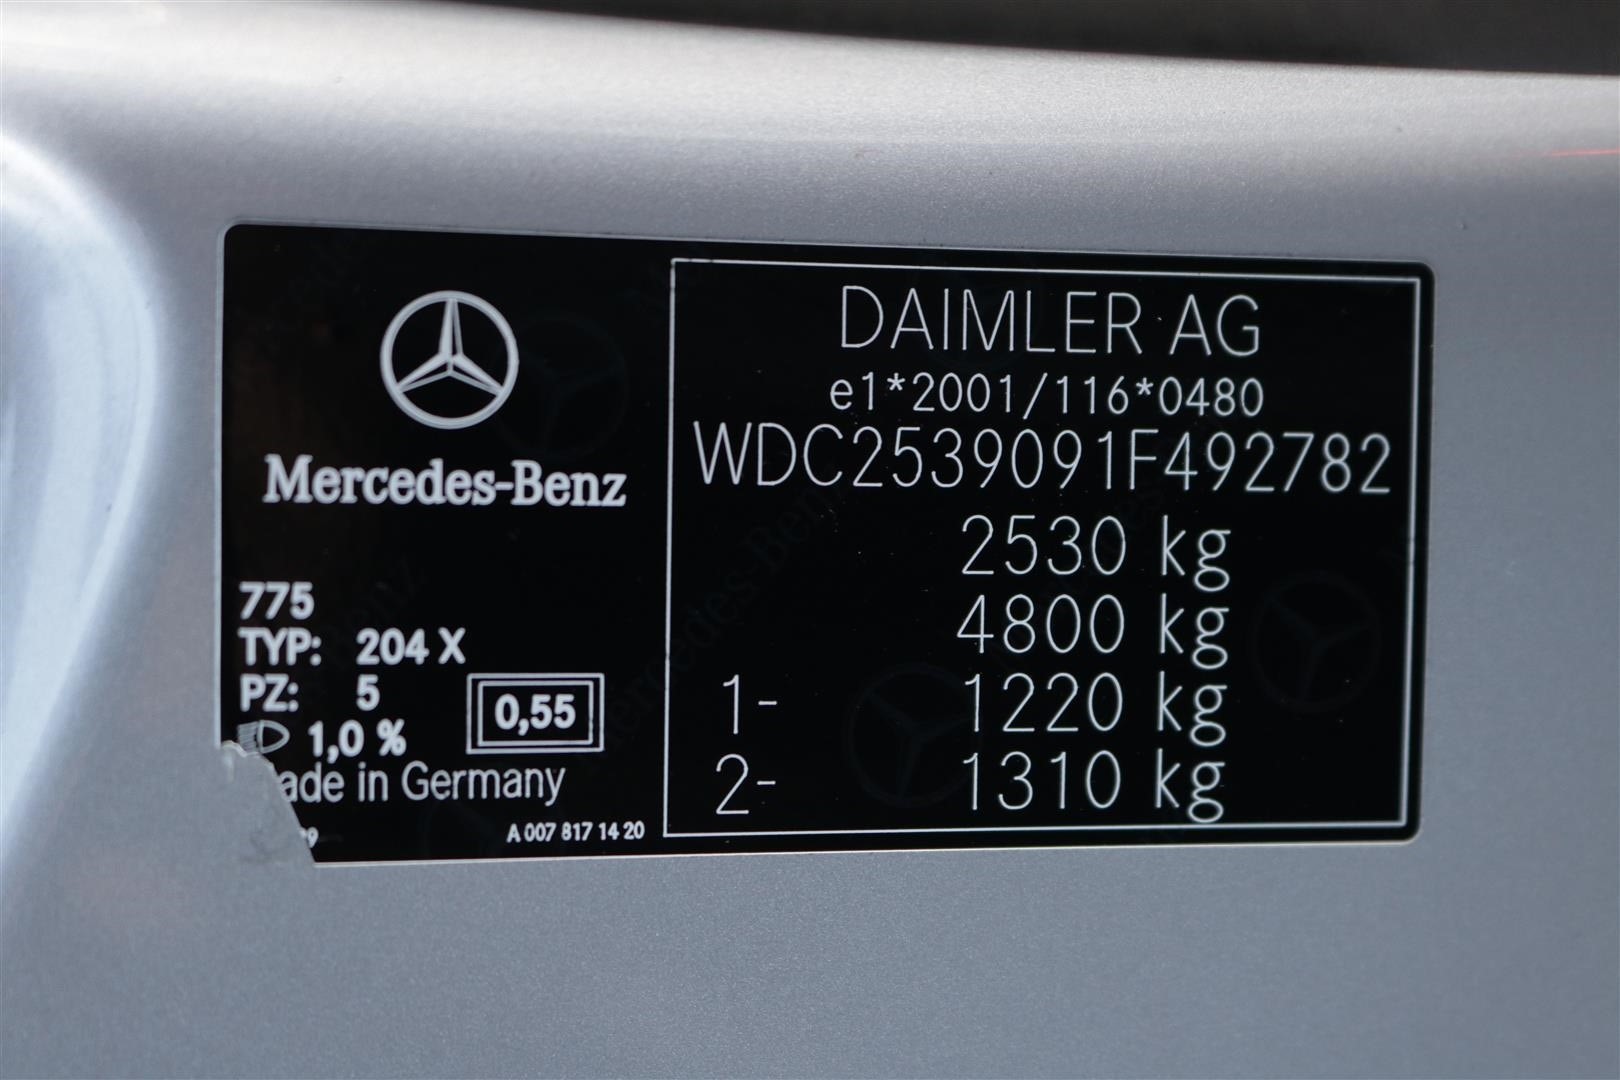 Mercedes-Benz
775
TYP: 204 X
PZ: 5
1,0 %
0,55
ade in Germany
A 007 817 14 20
DAIMLER AG
e1*2001/116*0480
WDC2539091F492782
2530 kg
4800 kg
1- 1220 kg
2- 1310 kg